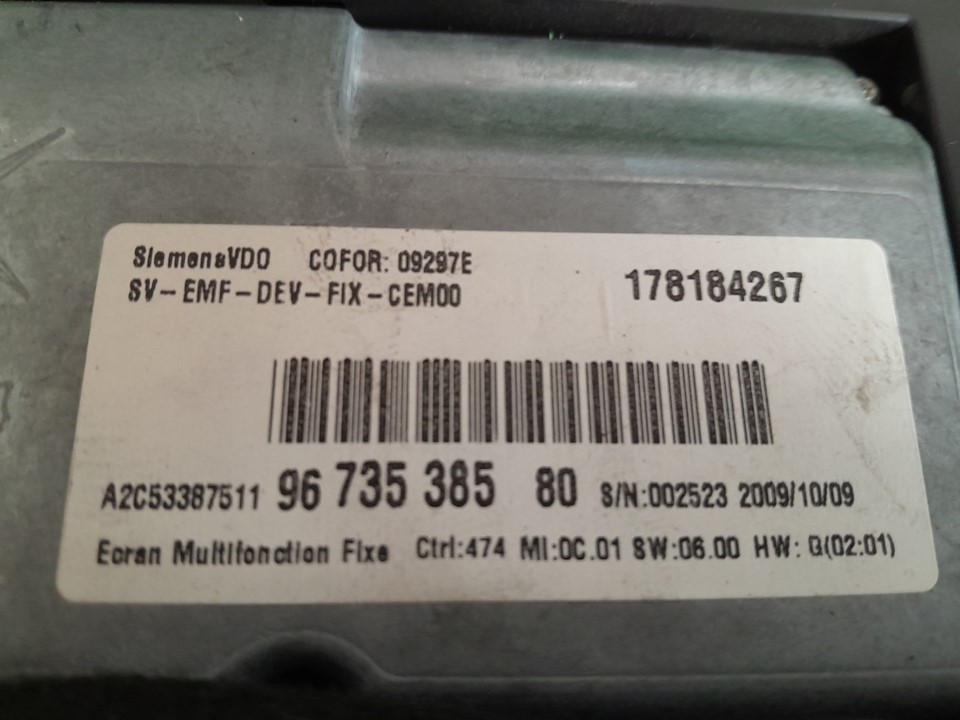 SiemensVDO COFOR: 09297E
178184267
SV-EMF-DEV-FIX-CEM00
A2C53387511 96 735 385 80 S/N:002523 2009/10/09
Ecran Multifonction Fixe Ctrl:474 MI:0C.01 SW:06.00 HW: G(02:01)